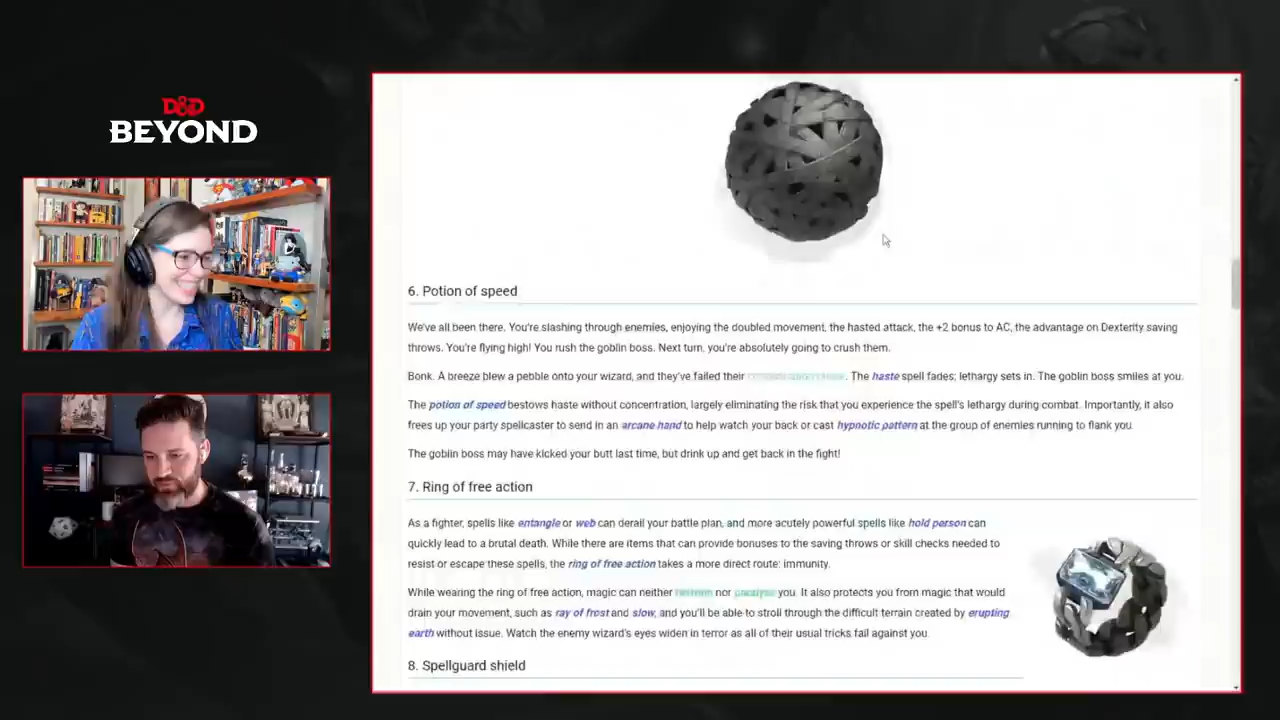 D&D
BEYOND
6. Potion of speed
We've all been there. You're slashing through enemies, enjoying the doubled movement, the hasted attack, the +2 bonus to AC, the advantage on Dexterity saving
throws. You're flying high! You rush the goblin boss. Next turn, you're absolutely going to crush them.
Bonk. A breeze blew a pebble onto your wizard, and they've failed their . The haste spell fades; lethargy sets in. The goblin boss smiles at you.
The potion of speed bestows haste without concentration, largely eliminating the risk that you experience the spell's lethargy during combat. Importantly, it also
frees up your party spellcaster to send in an arcane hand to help watch your back or cast hypnotic pattern at the group of enemies running to flank you.
The goblin boss may have kicked your butt last time, but drink up and get back in the fight!
7. Ring of free action
As a fighter, spells like entangle or web can derail your battle plan, and more acutely powerful spells like hold person can
quickly lead to a brutal death. While there are items that can provide bonuses to the saving throws or skill checks needed to
resist or escape these spells, the ring of free action takes a more direct route: immunity.
While wearing the ring of free action, magic can neither restrain nor paralyze you. It also protects you from magic that would
drain your movement, such as ray of frost and slow, and you'll be able to stroll through the difficult terrain created by erupting
earth without issue. Watch the enemy wizard's eyes widen in terror as all of their usual tricks fail against you.
8. Spellguard shield